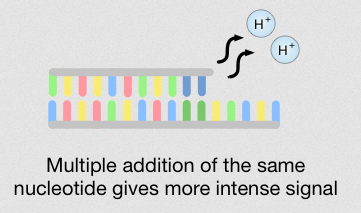 H⁺
H⁺
Multiple addition of the same
nucleotide gives more intense signal